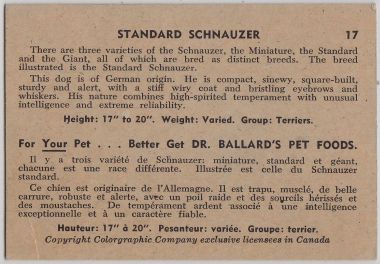 STANDARD SCHNAUZER 17
There are three varieties of the Schnauzer, the Miniature, the Standard
and the Giant, all of which are bred as distinct breeds. The breed
illustrated is the Standard Schnauzer.
This dog is of German origin. He is compact, sinewy, square-built,
sturdy and alert, with a stiff wiry coat and bristling eyebrows and
whiskers. His nature combines high-spirited temperament with unusual
intelligence and extreme reliability.
Height: 17" to 20". Weight: Varied. Group: Terriers.
For Your Pet . . . Better Get DR. BALLARD'S PET FOODS.
Il y a trois variété de Schnauzer: miniature, standard et géant,
chacune est une race différente. Illustrée est celle du Schnauzer
standard.
Ce chien est originaire de l'Allemagne. Il est trapu, musclé, de belle
carrure, robuste et alerte, avec un poil raide et des sourcils hérissés et
des moustaches. De tempérament ardent associé à une intelligence
exceptionnelle et à un caractère fiable.
Hauteur: 17" à 20". Pesanteur: variée. Groupe: terrier.
Copyright Colorgraphic Company exclusive licensees in Canada